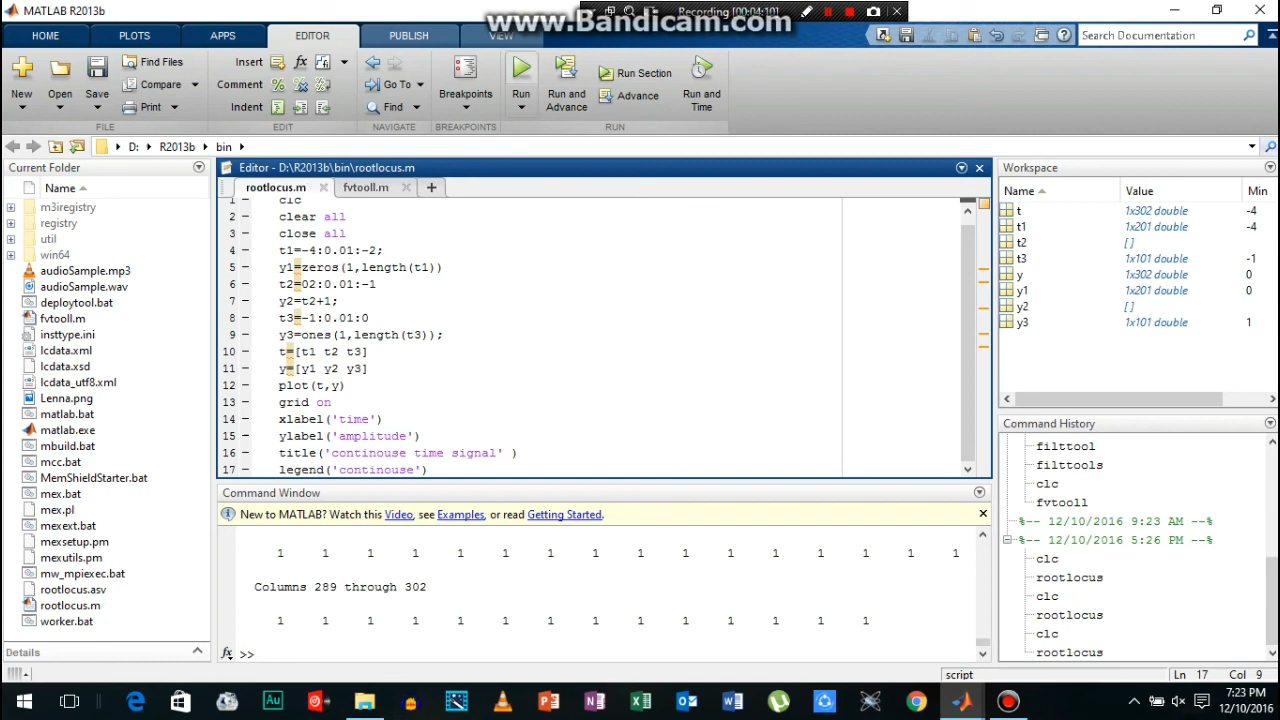 MATLAB R2013b
Recording [00:04:10]
www.Bandicam.com
HOME PLOTS APPS EDITOR PUBLISH VIEW
Search Documentation
New Open Save
Find Files
Compare
Print
FILE
Insert fx
Comment
Indent
EDIT
Go To
Find
NAVIGATE
Breakpoints
BREAKPOINTS
Run
Run and Advance
Run Section
Advance
Run and Time
RUN
D: R2013b bin
Current Folder
Name
m3iregistry
registry
util
win64
audioSample.mp3
audioSample.wav
deploytool.bat
fvtooll.m
insttype.ini
lcdata.xml
lcdata.xsd
lcdata_utf8.xml
Lenna.png
matlab.bat
matlab.exe
mbuild.bat
mcc.bat
MemShieldStarter.bat
mex.bat
mex.pl
mexext.bat
mexsetup.pm
mexutils.pm
mw_mpiexec.bat
rootlocus.asv
rootlocus.m
worker.bat
Details
Editor - D:\R2013b\bin\rootlocus.m
rootlocus.m fvtooll.m
1 clc
2 clear all
3 close all
4 t1=-4:0.01:-2;
5 y1=zeros(1,length(t1))
6 t2=02:0.01:-1
7 y2=t2+1;
8 t3=-1:0.01:0
9 y3=ones(1,length(t3));
10 t=[t1 t2 t3]
11 y=[y1 y2 y3]
12 plot(t,y)
13 grid on
14 xlabel('time')
15 ylabel('amplitude')
16 title('continouse time signal' )
17 legend('continouse')
Command Window
New to MATLAB? Watch this Video, see Examples, or read Getting Started.
1 1 1 1 1 1 1 1 1 1 1 1 1 1 1 1
Columns 289 through 302
1 1 1 1 1 1 1 1 1 1 1 1 1 1
fx >>
Workspace
Name Value Min
t 1x302 double -4
t1 1x201 double -4
t2 []
t3 1x101 double -1
y 1x302 double 0
y1 1x201 double 0
y2 []
y3 1x101 double 1
Command History
filttool
filttools
clc
fvtooll
%-- 12/10/2016 9:23 AM --%
%-- 12/10/2016 5:26 PM --%
clc
rootlocus
clc
rootlocus
clc
rootlocus
script Ln 17 Col 9
7:23 PM
12/10/2016